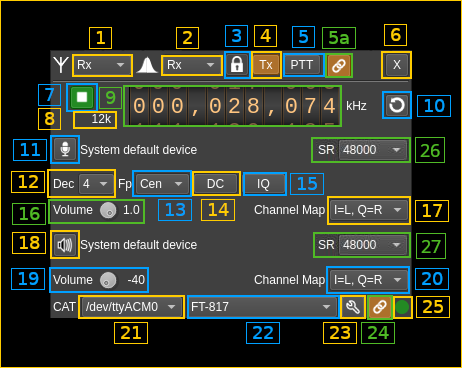 1 2 3 4 5 5a 6
Rx Rx Tx PTT X
7 9 000,028,074 kHz 10
8 12k
11 System default device SR 48000 26
12 Dec 4 Fp Cen DC IQ 15
16 Volume 1.0 13 14 Channel Map I=L, Q=R 17
18 System default device SR 48000 27
19 Volume -40 Channel Map I=L, Q=R 20
CAT /dev/ttyACM0 FT-817 25
21 22 23 24